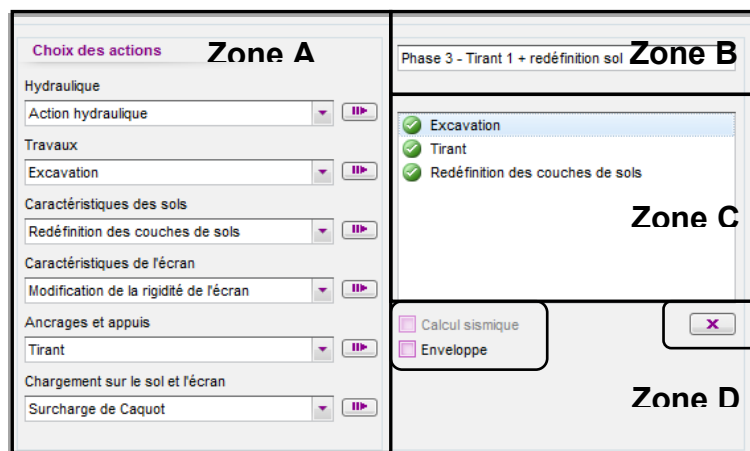 Choix des actions
Zone A
Hydraulique
Action hydraulique
Travaux
Excavation
Caractéristiques des sols
Redéfinition des couches de sols
Caractéristiques de l'écran
Modification de la rigidité de l'écran
Ancrages et appuis
Tirant
Chargement sur le sol et l'écran
Surcharge de Caquot
Phase 3 - Tirant 1 + redéfinition sol
Zone B
Excavation
Tirant
Redéfinition des couches de sols
Zone C
Calcul sismique
Enveloppe
Zone D